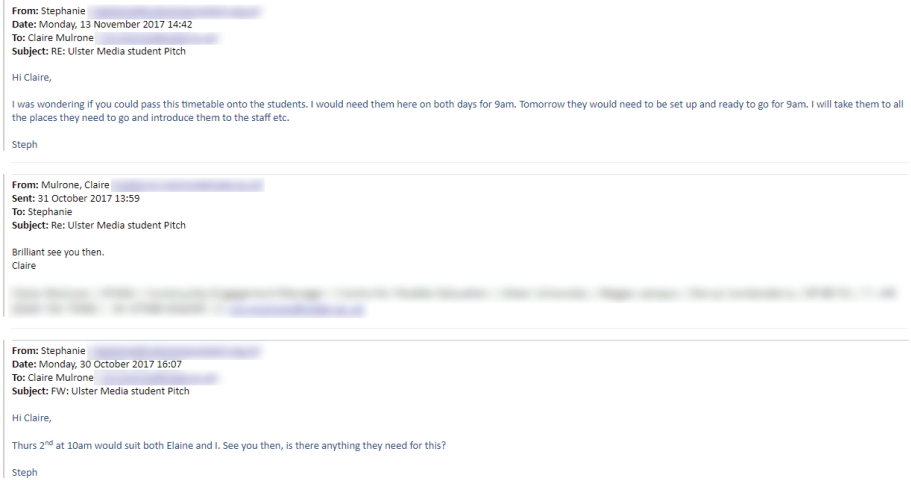 From: Stephanie
Date: Monday, 13 November 2017 14:42
To: Claire Mulrone
Subject: RE: Ulster Media student Pitch
Hi Claire,
I was wondering if you could pass this timetable onto the students. I would need them here on both days for 9am. Tomorrow they would need to be set up and ready to go for 9am. I will take them to all
the places they need to go and introduce them to the staff etc.
Steph
From: Mulrone, Claire
Sent: 31 October 2017 13:59
To: Stephanie
Subject: Re: Ulster Media student Pitch
Brilliant see you then.
Claire
From: Stephanie
Date: Monday, 30 October 2017 16:07
To: Claire Mulrone
Subject: FW: Ulster Media student Pitch
Hi Claire,
Thurs 2nd at 10am would suit both Elaine and I. See you then, is there anything they need for this?
Steph